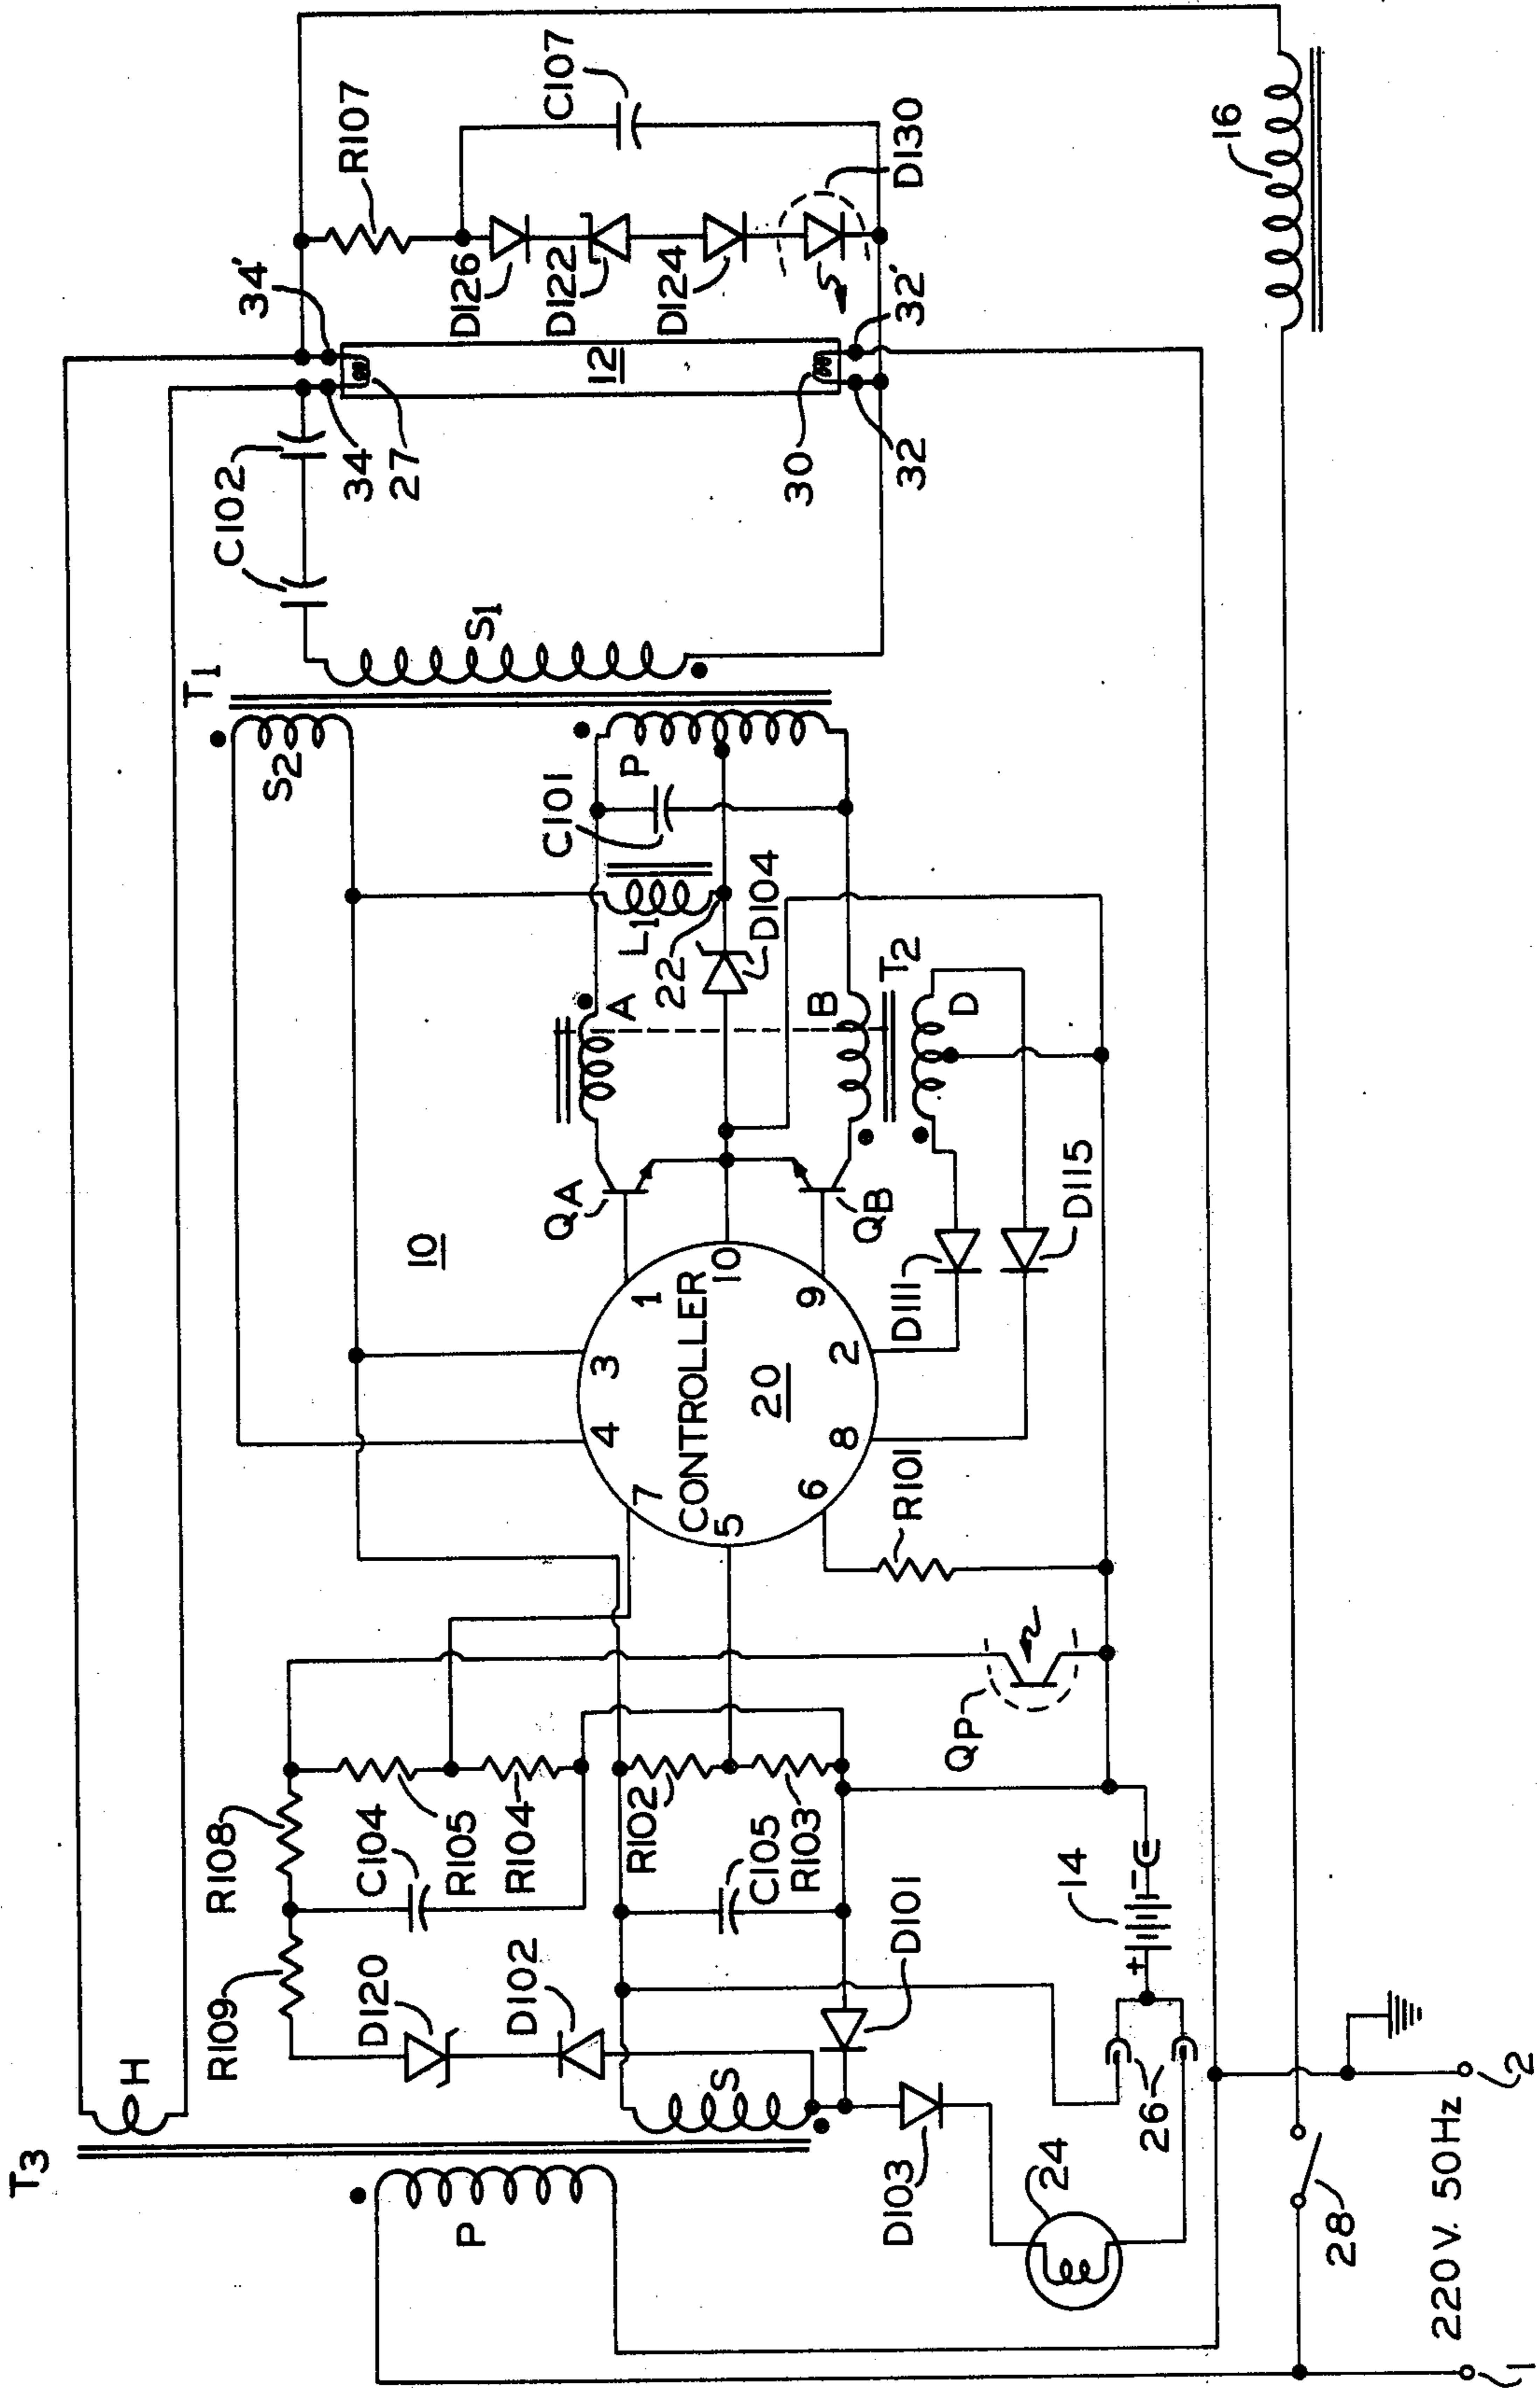 T3
H
R109
R108
D120
C104
D102
R105
R104
S
P
R102
C105
R103
D103
D101
24
26
+
14
-
QP
28
220 V. 50Hz
1
2
10
4
3
7
1
CONTROLLER
5
10
20
6
9
8
2
R101
QA
QB
D111
D115
A
B
T2
D
L1
22
D104
C101
P
T1
S2
S1
C102
34
27
34'
12
30
32
32'
R107
C107
D126
D122
D124
D130
16